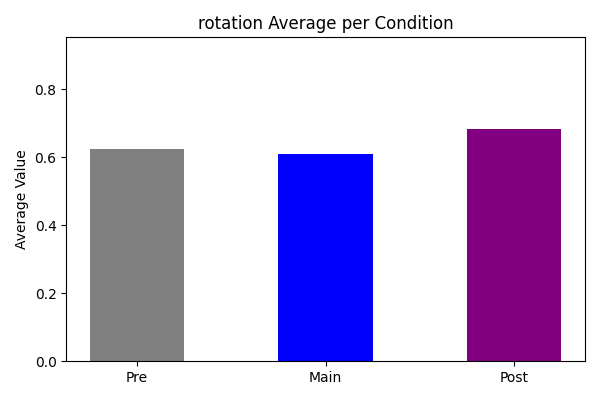 rotation Average per Condition
Average Value
0.8
0.6
0.4
0.2
0.0
Pre
Main
Post